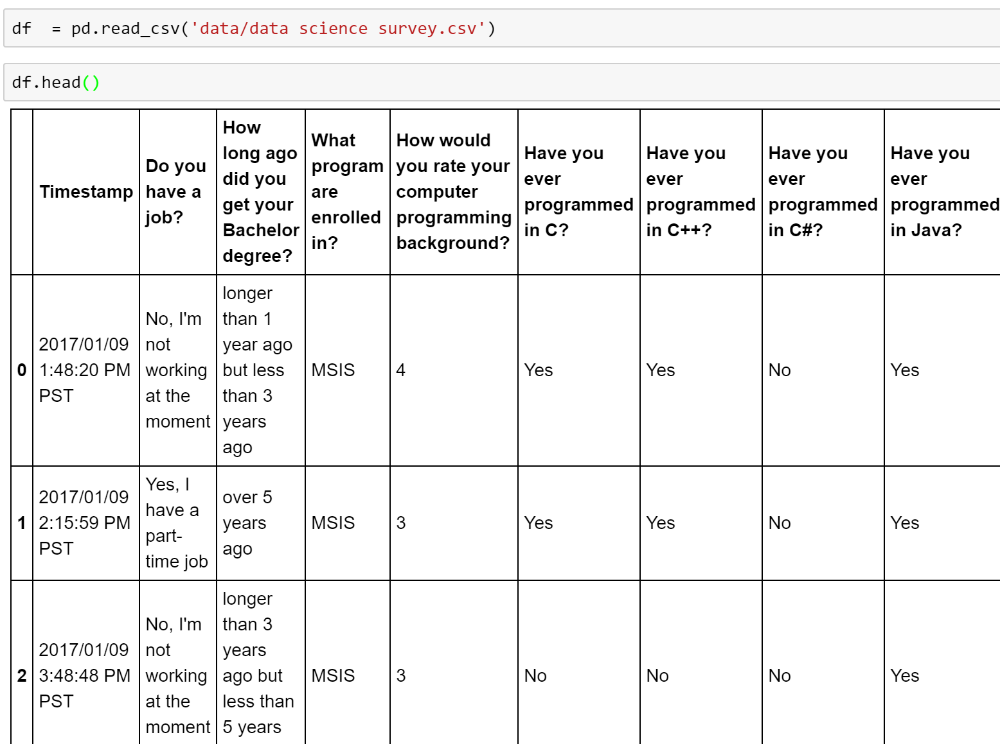 df  = pd.read_csv('data/data science survey.csv')
df.head()
Timestamp
Do you
have a
job?
How
long ago
did you
get your
Bachelor
degree?
What
program
are
enrolled
in?
How would
you rate your
computer
programming
background?
Have you
ever
programmed
in C?
Have you
ever
programmed
in C++?
Have you
ever
programmed
in C#?
Have you
ever
programmed
in Java?
0
2017/01/09
1:48:20 PM
PST
No, I'm
not
working
at the
moment
longer
than 1
year ago
but less
than 3
years
ago
MSIS
4
Yes
Yes
No
Yes
1
2017/01/09
2:15:59 PM
PST
Yes, I
have a
part-
time job
over 5
years
ago
MSIS
3
Yes
Yes
No
Yes
2
2017/01/09
3:48:48 PM
PST
No, I'm
not
working
at the
moment
longer
than 3
years
ago but
less than
5 years
MSIS
3
No
No
No
Yes